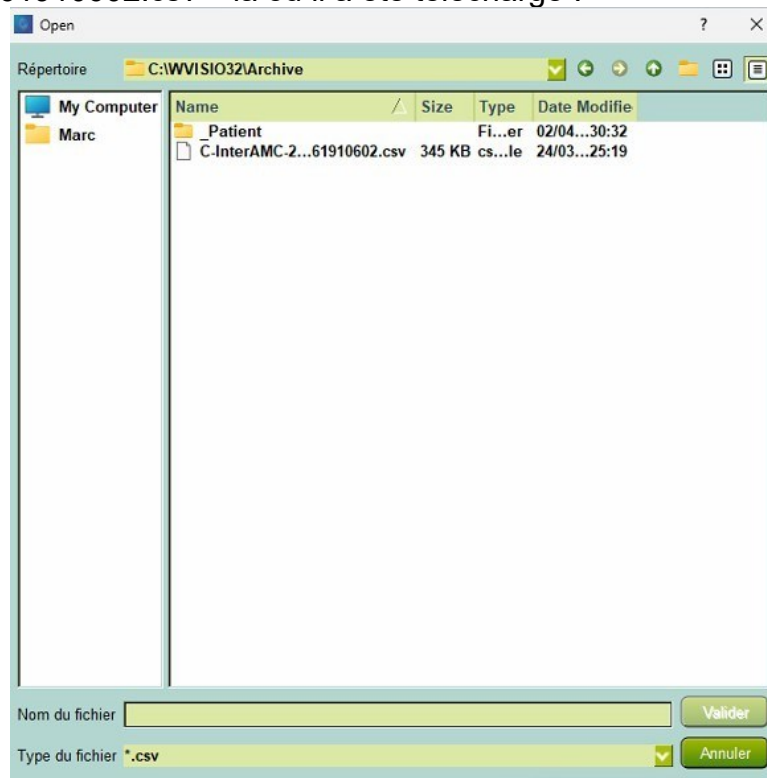 Open ? ×
Répertoire C:\WVISIO32\Archive
My Computer
Marc
Name Size Type Date Modifie
_Patient Fi...er 02/04...30:32
C-InterAMC-2...61910602.csv 345 KB cs...le 24/03...25:19
Nom du fichier Valider
Type du fichier *.csv Annuler